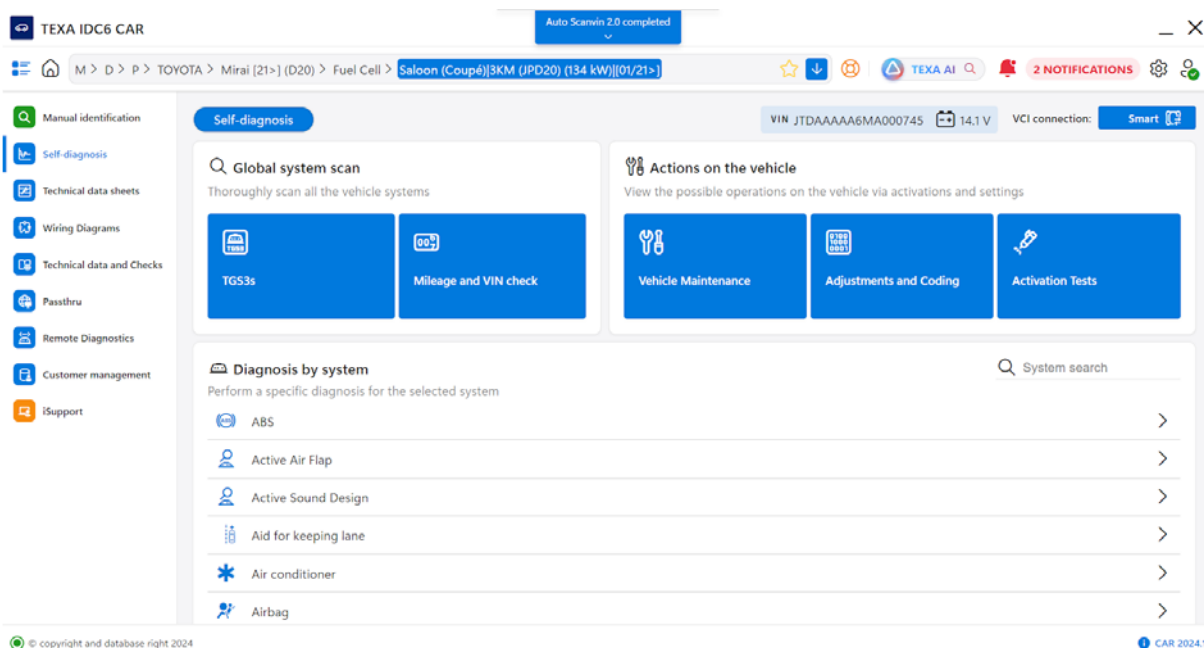 TEXA IDC6 CAR
Auto Scanvin 2.0 completed
M > D > P > TOYOTA > Mirai [21>] (D20) > Fuel Cell > Saloon (Coupé)|3KM (JPD20) (134 kW)|[01/21>]
TEXA AI
2 NOTIFICATIONS
Manual identification
Self-diagnosis
Technical data sheets
Wiring Diagrams
Technical data and Checks
Passthru
Remote Diagnostics
Customer management
iSupport
Self-diagnosis
VIN JTDAAAAA6MA000745 14.1 V
VCI connection: Smart
Global system scan
Thoroughly scan all the vehicle systems
TGS3s
Mileage and VIN check
Actions on the vehicle
View the possible operations on the vehicle via activations and settings
Vehicle Maintenance
Adjustments and Coding
Activation Tests
Diagnosis by system
System search
Perform a specific diagnosis for the selected system
ABS
Active Air Flap
Active Sound Design
Aid for keeping lane
Air conditioner
Airbag
© copyright and database right 2024
CAR 2024.